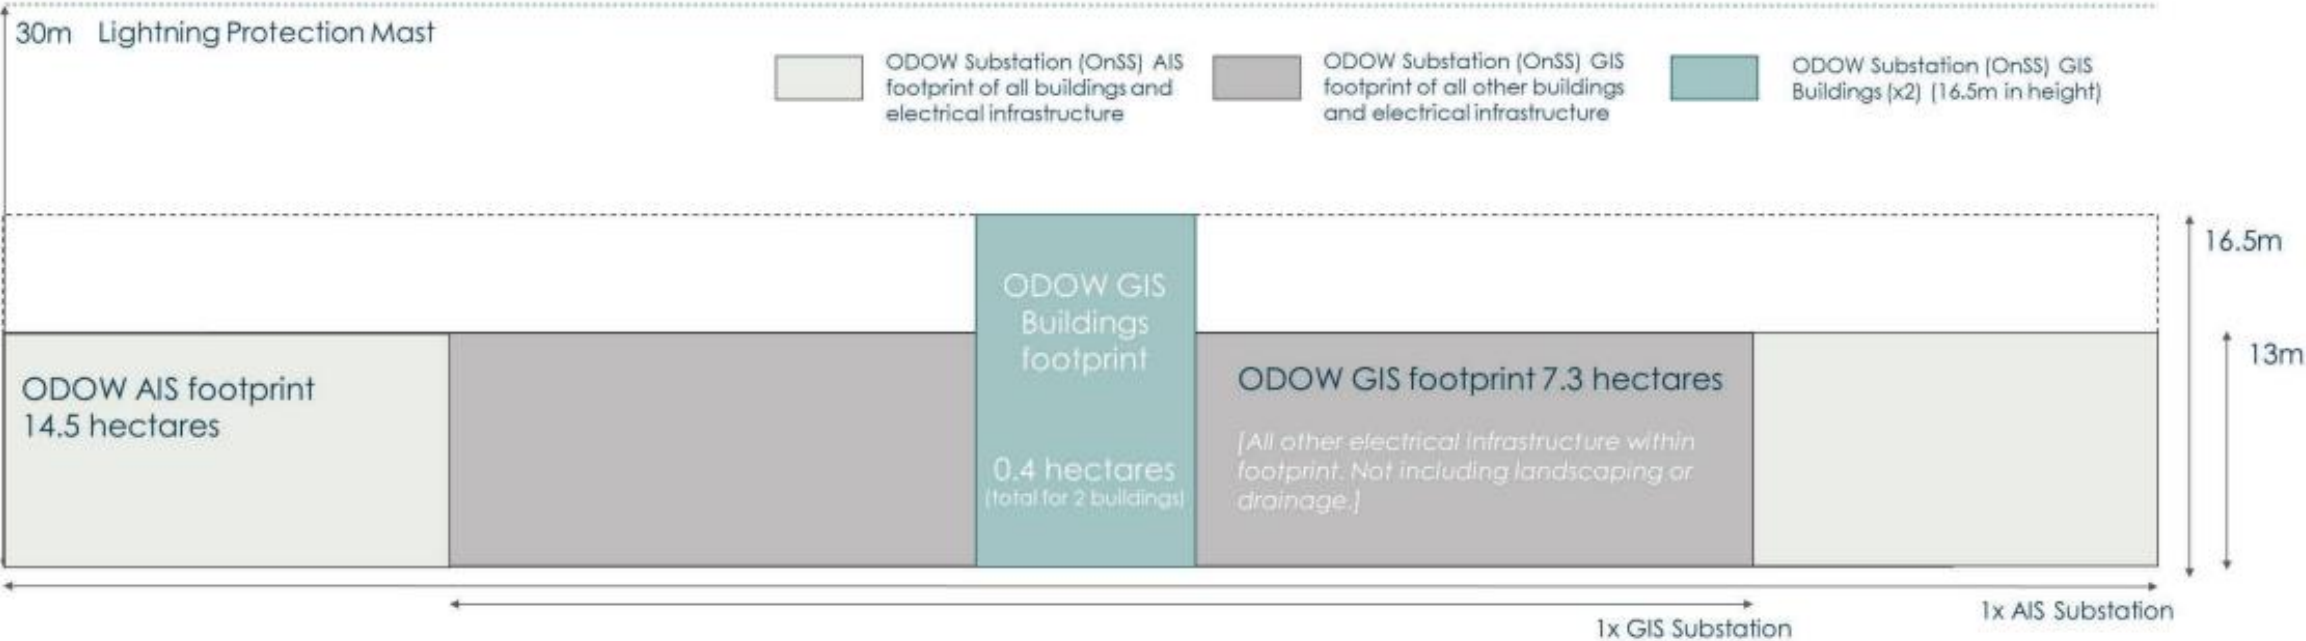 30m Lightning Protection Mast
ODOW Substation (OnSS) AIS
footprint of all buildings and
electrical infrastructure
ODOW Substation (OnSS) GIS
footprint of all other buildings
and electrical infrastructure
ODOW Substation (OnSS) GIS
Buildings (x2) (16.5m in height)
16.5m
13m
ODOW AIS footprint
14.5 hectares
ODOW GIS
Buildings
footprint
0.4 hectares
(total for 2 buildings)
ODOW GIS footprint 7.3 hectares
[All other electrical infrastructure within
footprint. Not including landscaping or
drainage.]
1x AIS Substation
1x GIS Substation